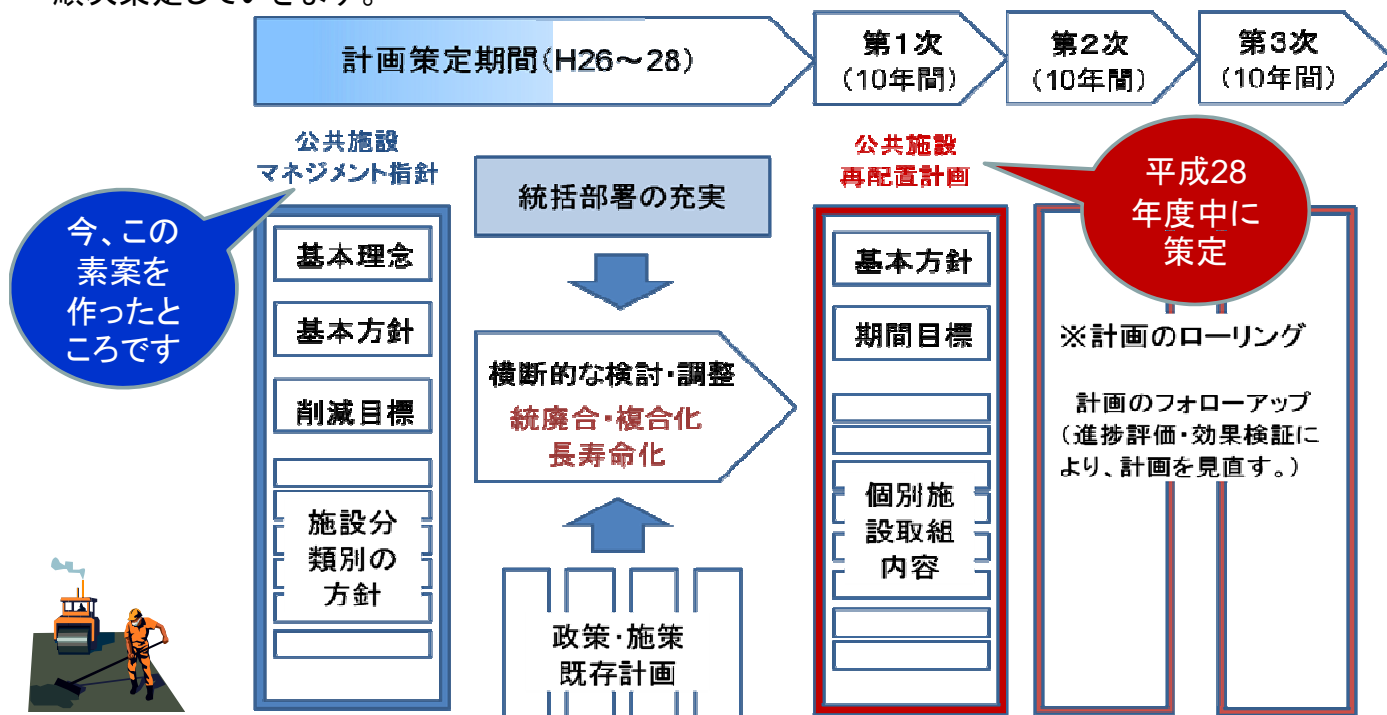 計画策定期間(H26～28)
第1次
(10年間)
第2次
(10年間)
第3次
(10年間)
公共施設
マネジメント指針
今、この
素案を
作ったと
ころです
基本理念
基本方針
削減目標
施設分
類別の
方針
統括部署の充実
横断的な検討・調整
統廃合・複合化
長寿命化
政策・施策
既存計画
公共施設
再配置計画
平成28
年度中に
策定
基本方針
期間目標
個別施
設取組
内容
※計画のローリング
計画のフォローアップ
(進捗評価・効果検証に
より、計画を見直す。)